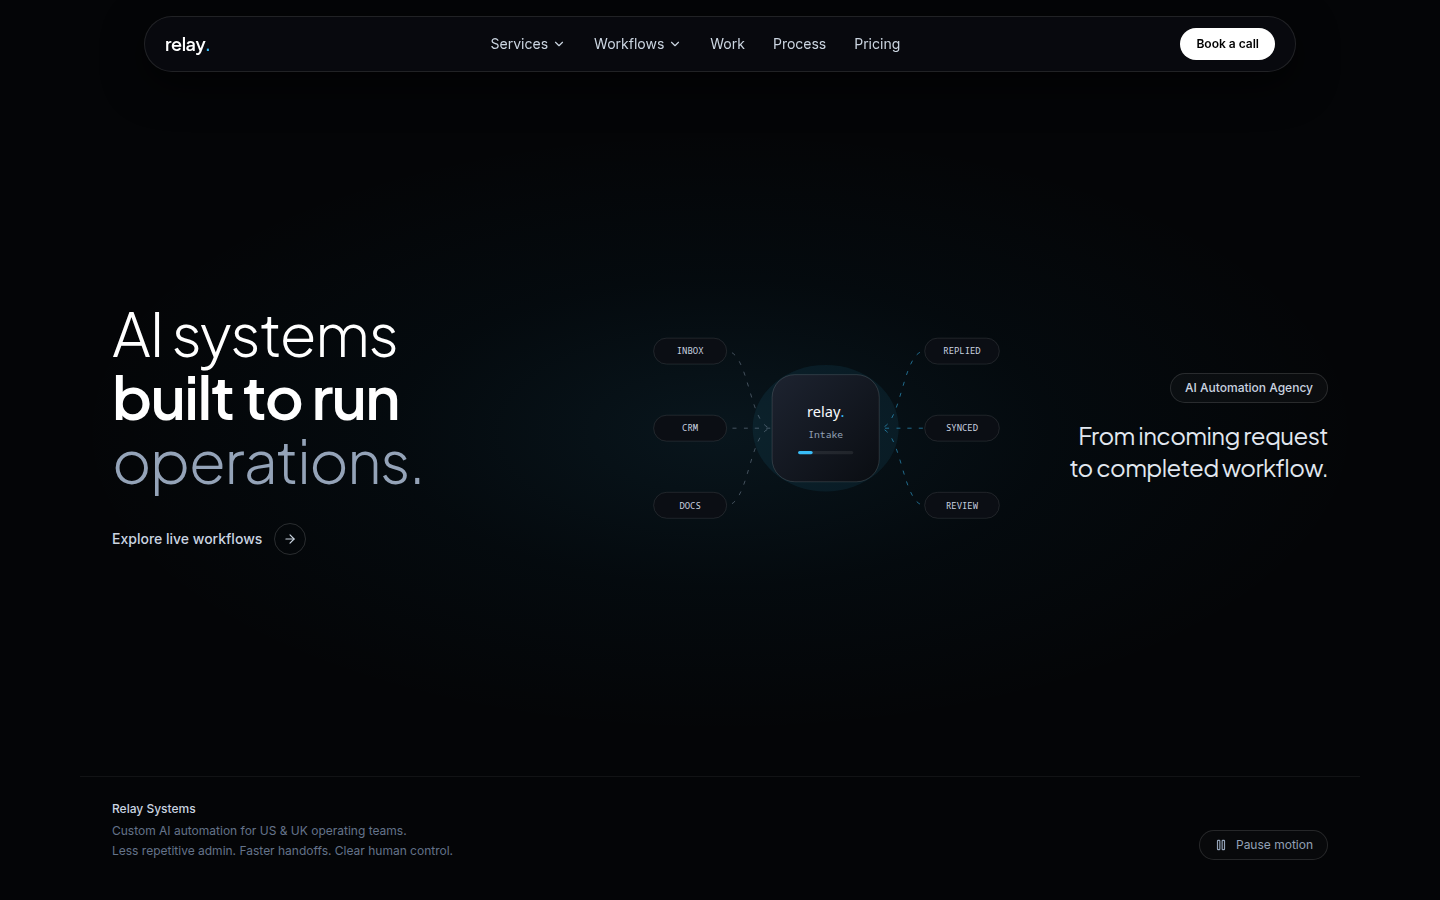 relay.
Services
Workflows
Work
Process
Pricing
Book a call
AI systems
built to run
operations.
Explore live workflows
INBOX
CRM
DOCS
relay.
Intake
REPLIED
SYNCED
REVIEW
AI Automation Agency
From incoming request
to completed workflow.
Relay Systems
Custom AI automation for US & UK operating teams.
Less repetitive admin. Faster handoffs. Clear human control.
Pause motion